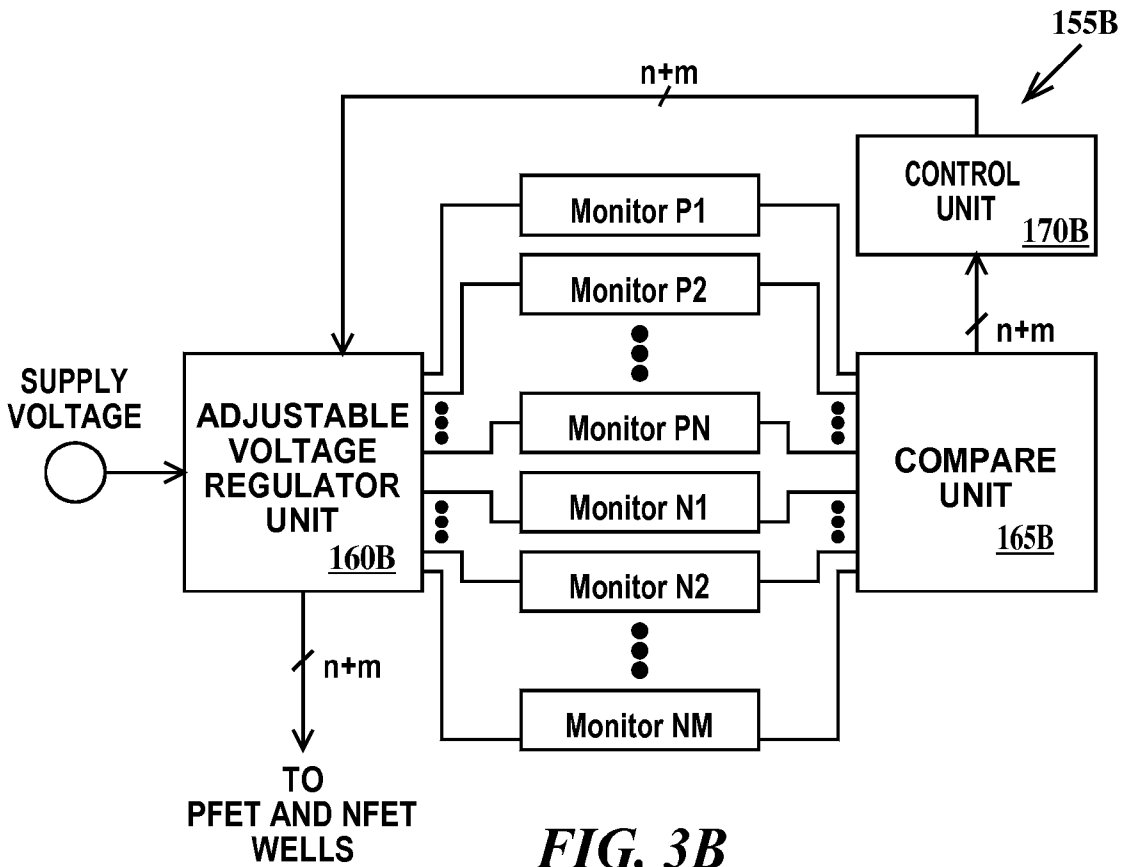 155B
n+m
CONTROL
UNIT
170B
Monitor P1
Monitor P2
n+m
SUPPLY
VOLTAGE
ADJUSTABLE
VOLTAGE
REGULATOR
UNIT
160B
Monitor PN
Monitor N1
Monitor N2
Monitor NM
COMPARE
UNIT
165B
n+m
TO
PFET AND NFET
WELLS
FIG. 3B